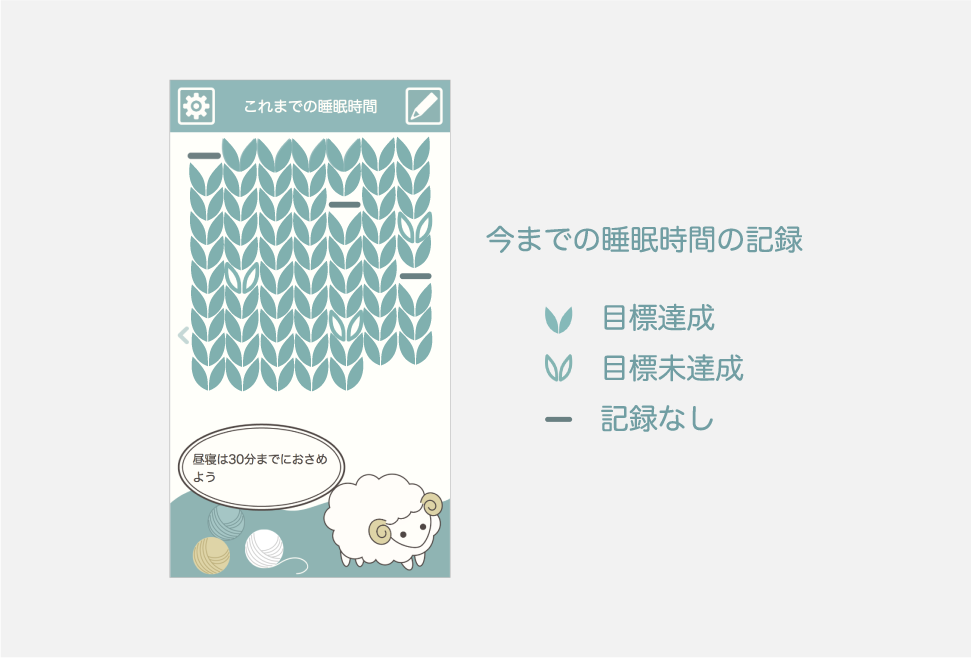 これまでの睡眠時間
昼寝は30分までにおさめ
よう
今までの睡眠時間の記録
目標達成
目標未達成
記録なし